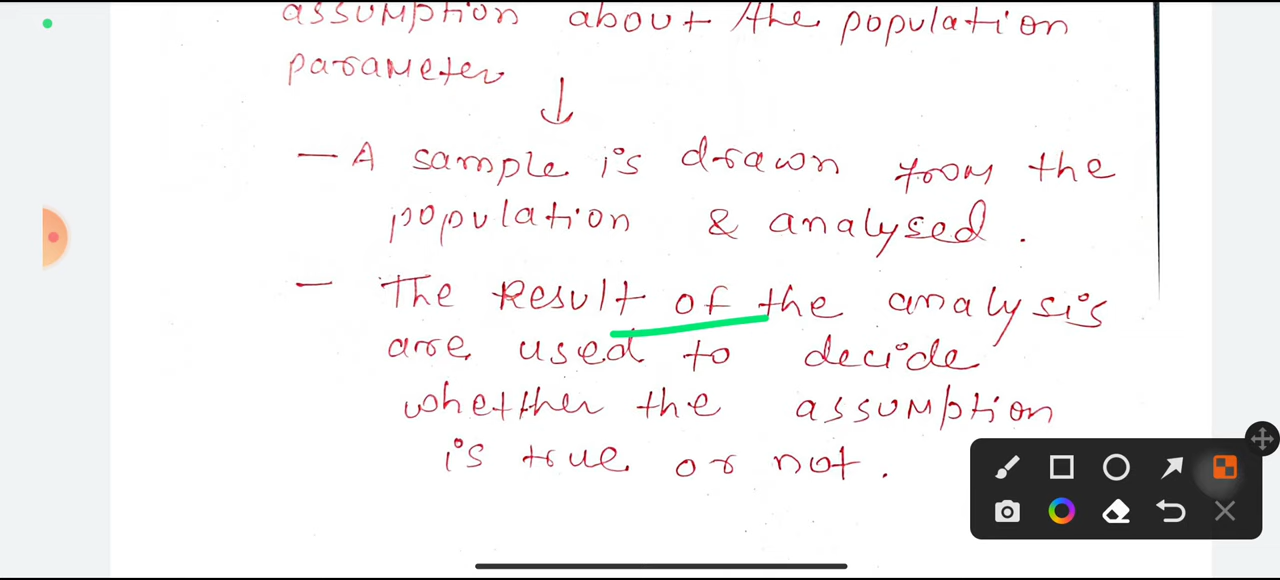 assumption about the population
parameter
↓
- A sample is drawn from the
population & analysed.
- The Result of the analysis
are used to decide
whether the assumption
is true or not.